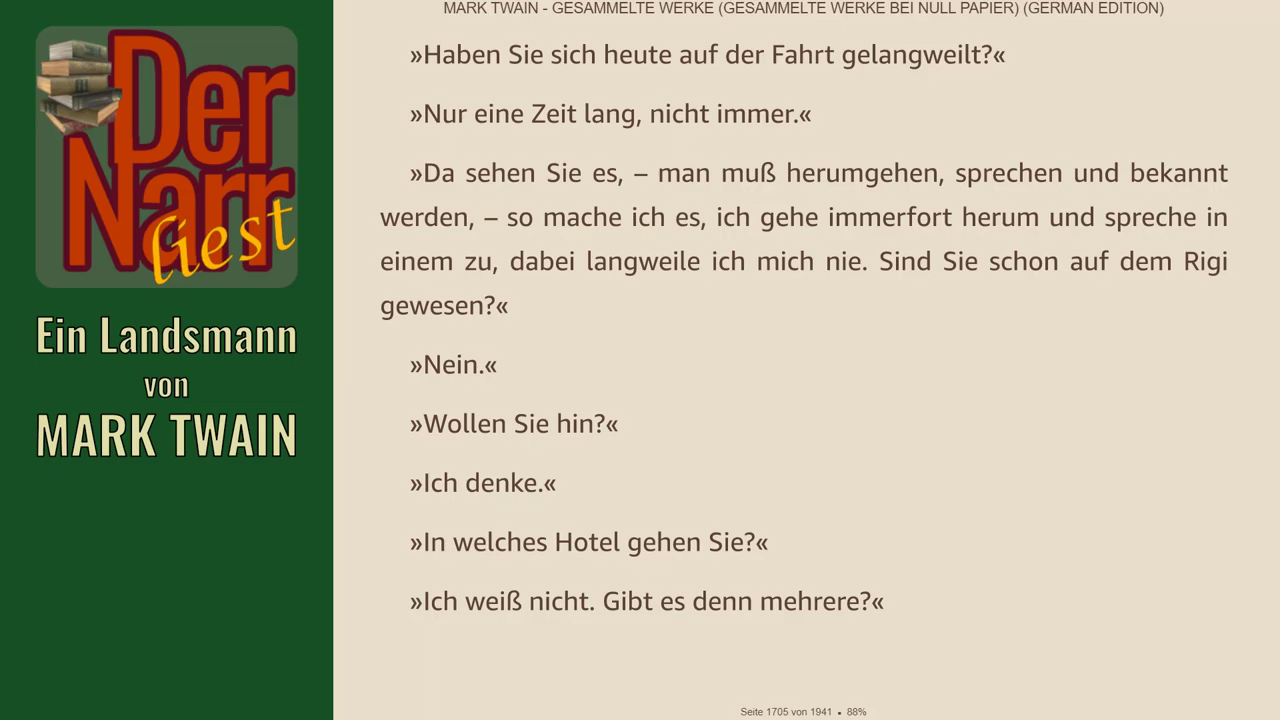 Der
Narr
liest
Ein Landsmann
von
MARK TWAIN
MARK TWAIN - GESAMMELTE WERKE (GESAMMELTE WERKE BEI NULL PAPIER) (GERMAN EDITION)
»Haben Sie sich heute auf der Fahrt gelangweilt?«
»Nur eine Zeit lang, nicht immer.«
»Da sehen Sie es, – man muß herumgehen, sprechen und bekannt
werden, – so mache ich es, ich gehe immerfort herum und spreche in
einem zu, dabei langweile ich mich nie. Sind Sie schon auf dem Rigi
gewesen?«
»Nein.«
»Wollen Sie hin?«
»Ich denke.«
»In welches Hotel gehen Sie?«
»Ich weiß nicht. Gibt es denn mehrere?«
Seite 1705 von 1941 • 88%